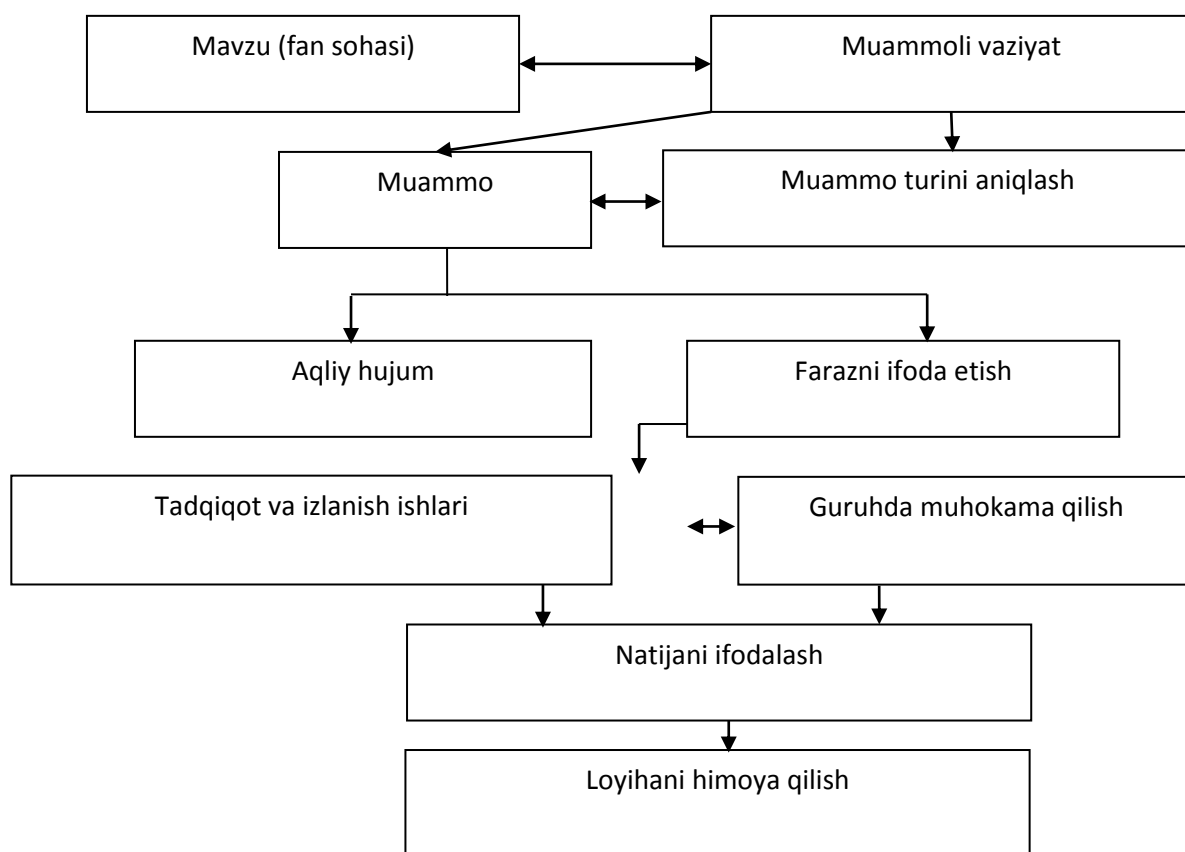 Mavzu (fan sohasi)
Muammoli vaziyat
Muammo
Muammo turini aniqlash
Aqliy hujum
Farazni ifoda etish
Tadqiqot va izlanish ishlari
Guruhda muhokama qilish
Natijani ifodalash
Loyihani himoya qilish